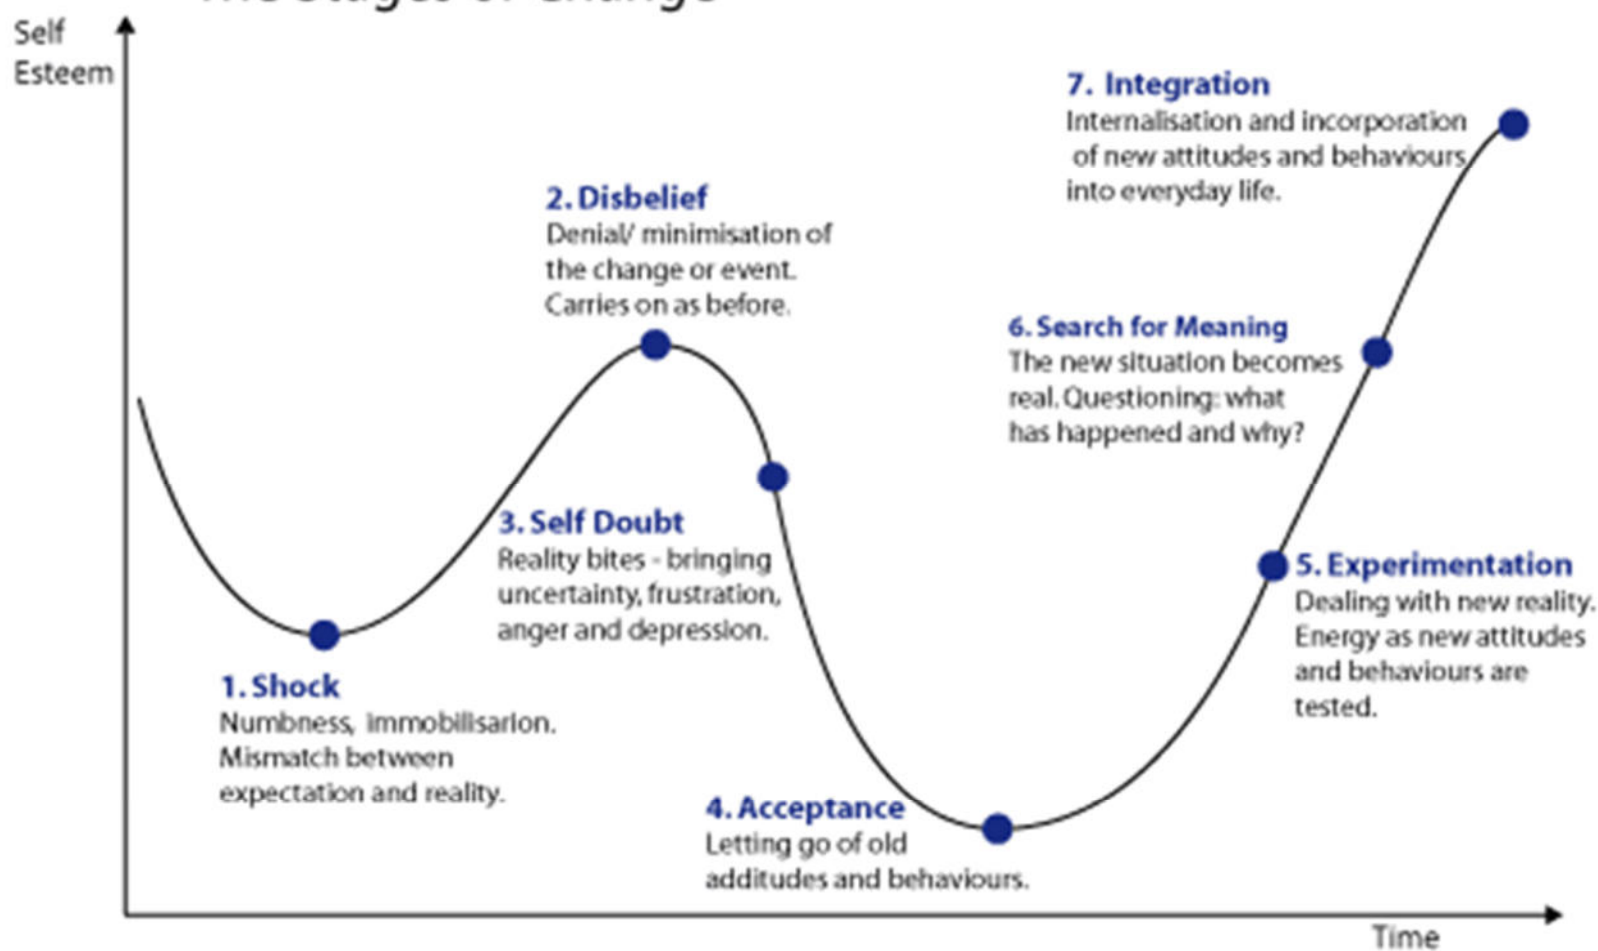 The Stages of Change
Self
Esteem
7. Integration
Internalisation and incorporation
of new attitudes and behaviours
into everyday life.
2. Disbelief
Denial/ minimisation of
the change or event.
Carries on as before.
6. Search for Meaning
The new situation becomes
real. Questioning: what
has happened and why?
3. Self Doubt
Reality bites - bringing
uncertainty, frustration,
anger and depression.
5. Experimentation
Dealing with new reality.
Energy as new attitudes
and behaviours are
tested.
1. Shock
Numbness, immobilisarion.
Mismatch between
expectation and reality.
4. Acceptance
Letting go of old
additudes and behaviours.
Time